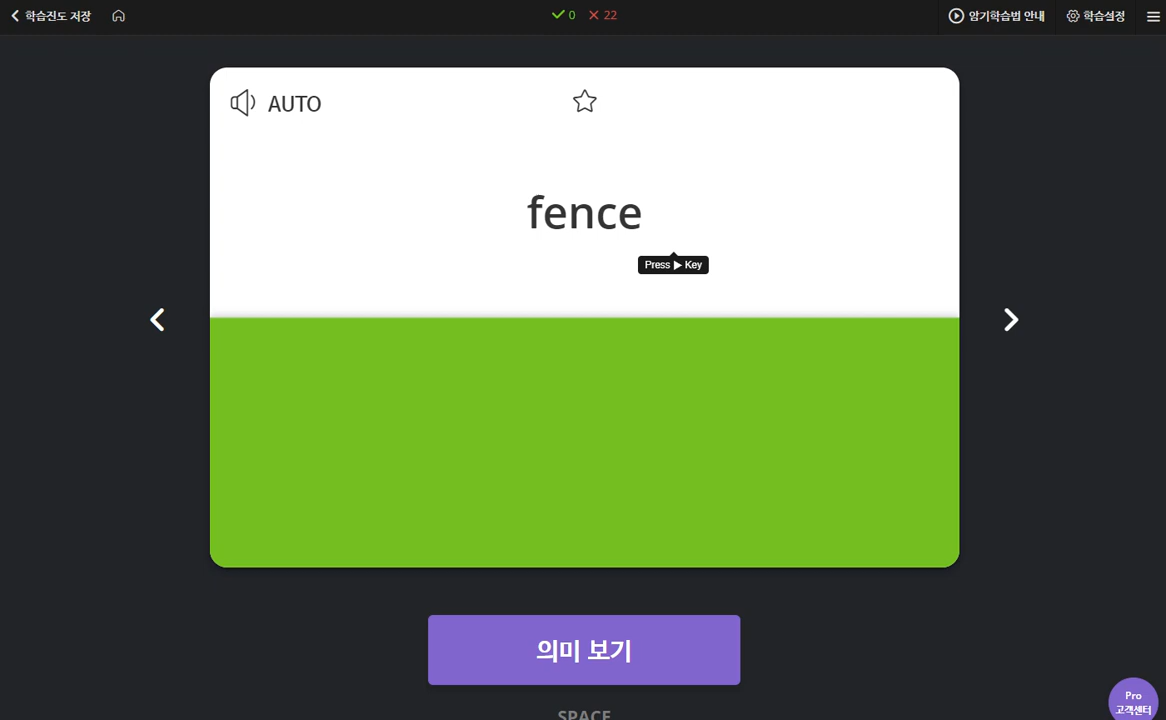 학습진도 저장
0 22
암기학습법 안내
학습설정
AUTO
fence
Press ▶ Key
의미 보기
SPACE
Pro
고객센터